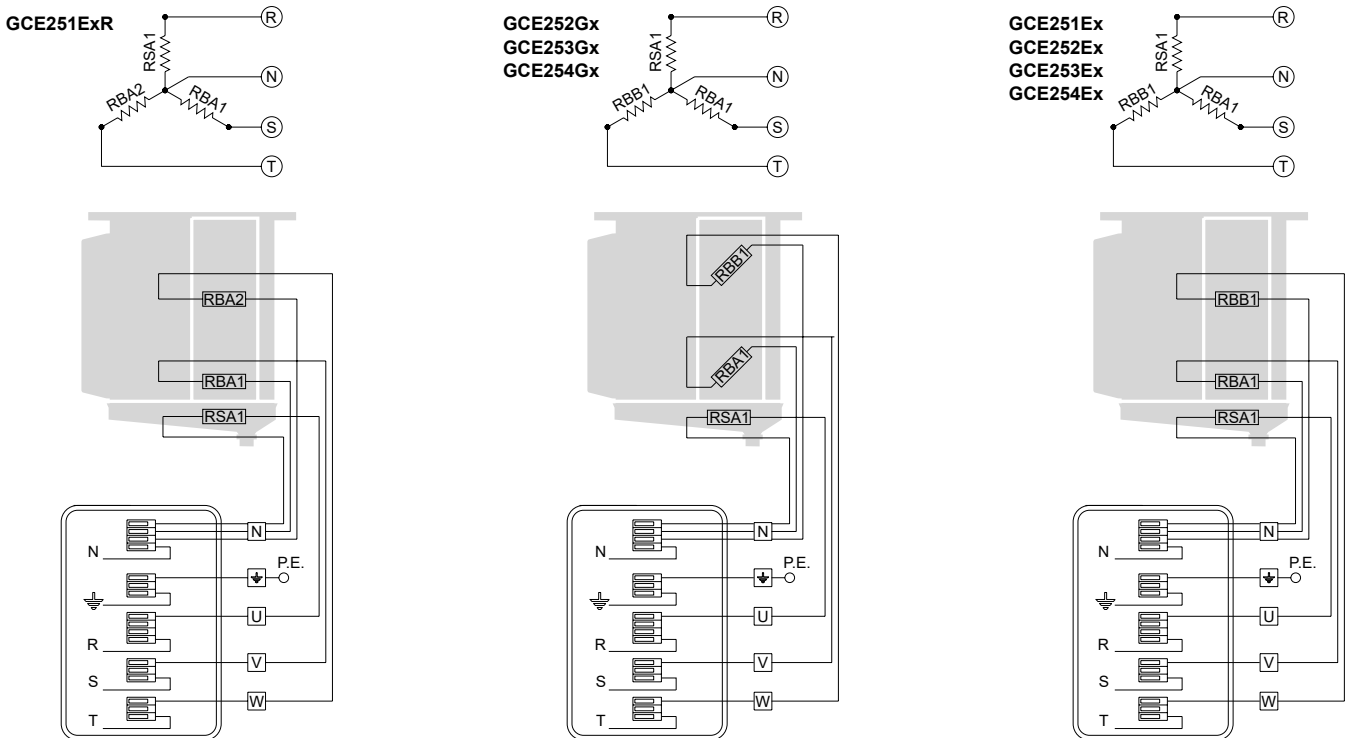 GCE251ExR
R
RSA1
N
RBA2
RBA1
S
T
RBA2
RBA1
RSA1
N
N
P.E.
U
R
V
S
W
T
GCE252Gx
GCE253Gx
GCE254Gx
R
RSA1
N
RBB1
RBA1
S
T
RBB1
RBA1
RSA1
N
N
P.E.
U
R
V
S
W
T
GCE251Ex
GCE252Ex
GCE253Ex
GCE254Ex
R
RSA1
N
RBB1
RBA1
S
T
RBB1
RBA1
RSA1
N
N
P.E.
U
R
V
S
W
T